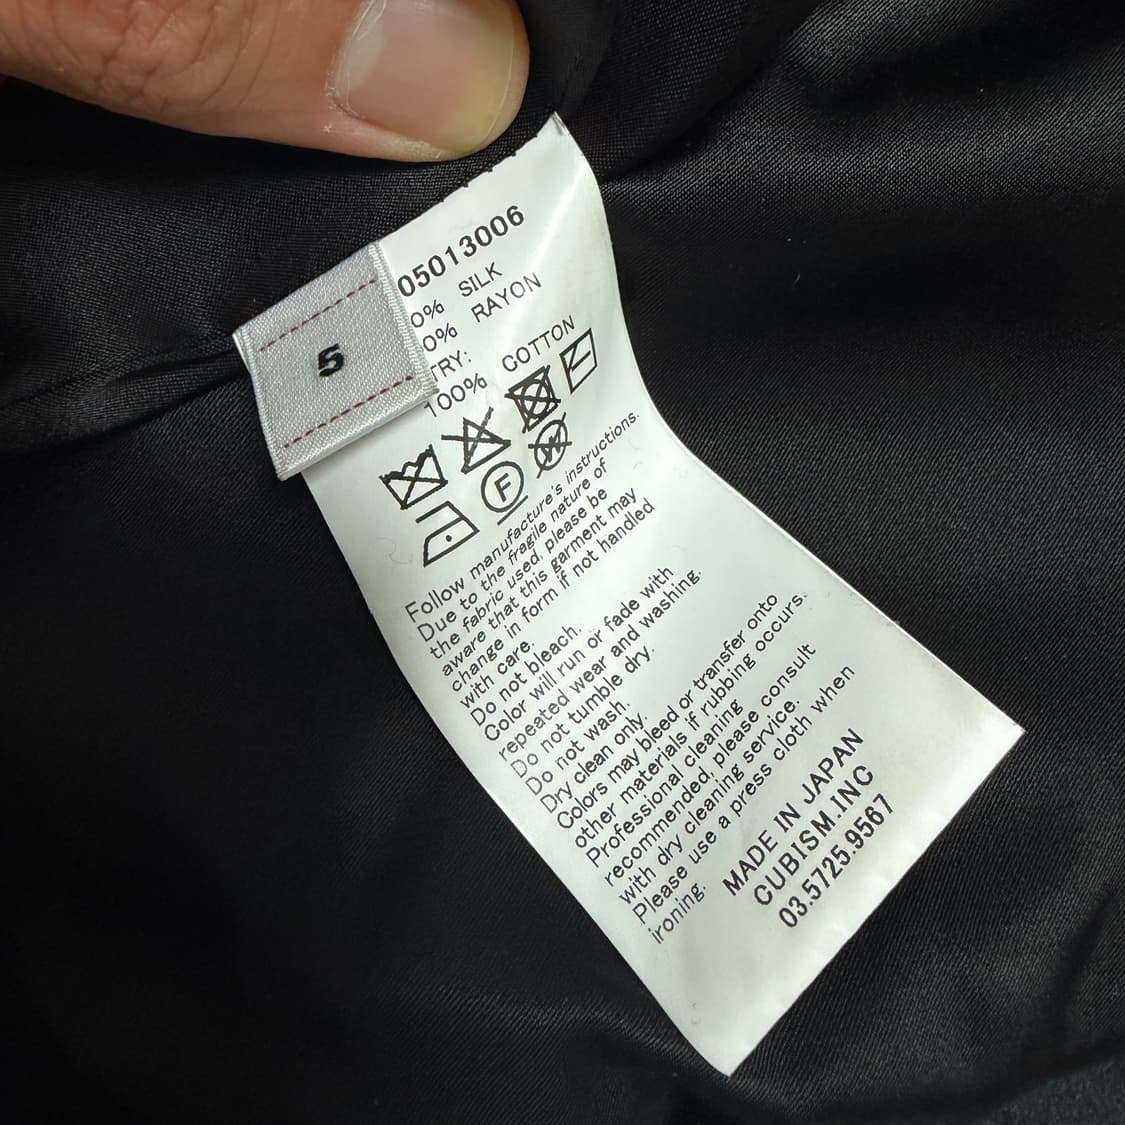 5
05013006
0% SILK
0% RAYON
TRY:
100% COTTON
F
W
Follow manufacture's instructions.
Due to the fragile nature of
the fabric used, please be
aware that this garment may
change in form if not handled
with care.
Do not bleach.
Color will run or fade with
repeated wear and washing.
Do not tumble dry.
Do not wash.
Dry clean only.
Colors may bleed or transfer onto
other materials if rubbing occurs.
Professional cleaning
recommended, please consult
with dry cleaning service.
Please use a press cloth when
ironing.
MADE IN JAPAN
CUBISM.INC
03.5725.9567